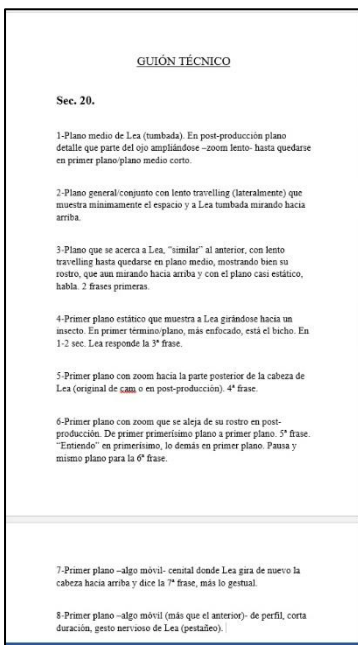 GUIÓN TÉCNICO
Sec. 20.
1-Plano medio de Lea (tumbada). En post-producción plano
detalle que parte del ojo ampliándose –zoom lento- hasta quedarse
en primer plano/plano medio corto.
2-Plano general/conjunto con lento travelling (lateralmente) que
muestra mínimamente el espacio y a Lea tumbada mirando hacia
arriba.
3-Plano que se acerca a Lea, “similar” al anterior, con lento
travelling hasta quedarse en plano medio, mostrando bien su
rostro, que aun mirando hacia arriba y con el plano casi estático,
habla. 2 frases primeras.
4-Primer plano estático que muestra a Lea girándose hacia un
insecto. En primer término/plano, más enfocado, está el bicho. En
1-2 sec. Lea responde la 3ª frase.
5-Primer plano con zoom hacia la parte posterior de la cabeza de
Lea (original de cam o en post-producción). 4ª frase.
6-Primer plano con zoom que se aleja de su rostro en post-
producción. De primer primerísimo plano a primer plano. 5ª frase.
“Entiendo” en primerísimo, lo demás en primer plano. Pausa y
mismo plano para la 6ª frase.
7-Primer plano –algo móvil- cenital donde Lea gira de nuevo la
cabeza hacia arriba y dice la 7ª frase, más lo gestual.
8-Primer plano –algo móvil (más que el anterior)- de perfil, corta
duración, gesto nervioso de Lea (pestañeo).